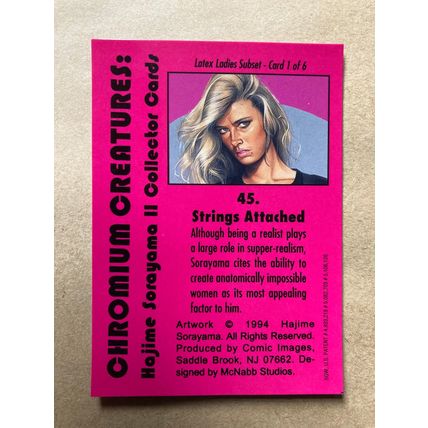 CHROMIUM CREATURES:
Hajime Sorayama II Collector Cards
Latex Ladies Subset - Card 1 of 6
45.
Strings Attached
Although being a realist plays
a large role in supper-realism,
Sorayama cites the ability to
create anatomically impossible
women as its most appealing
factor to him.
Artwork © 1994 Hajime
Sorayama. All Rights Reserved.
Produced by Comic Images,
Saddle Brook, NJ 07662. De-
signed by McNabb Studios.
U.S. PATENT